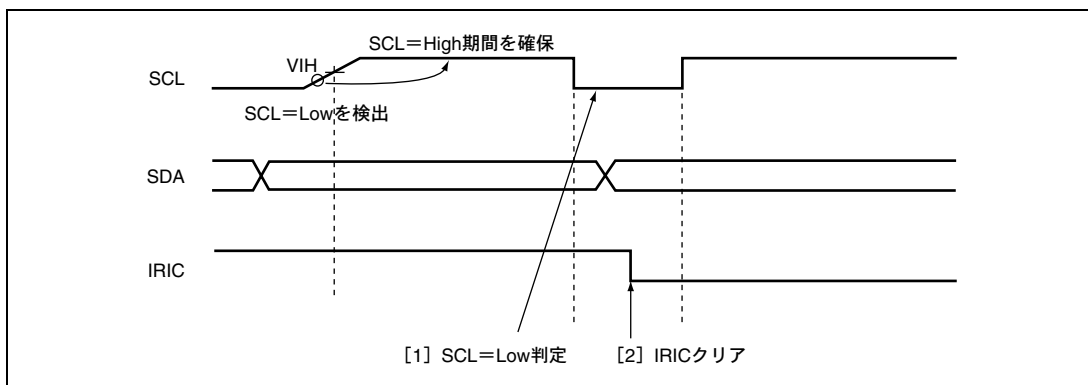 SCL＝High期間を確保
VIH
SCL
SCL＝Lowを検出
SDA
IRIC
［1］SCL＝Low判定
［2］IRICクリア